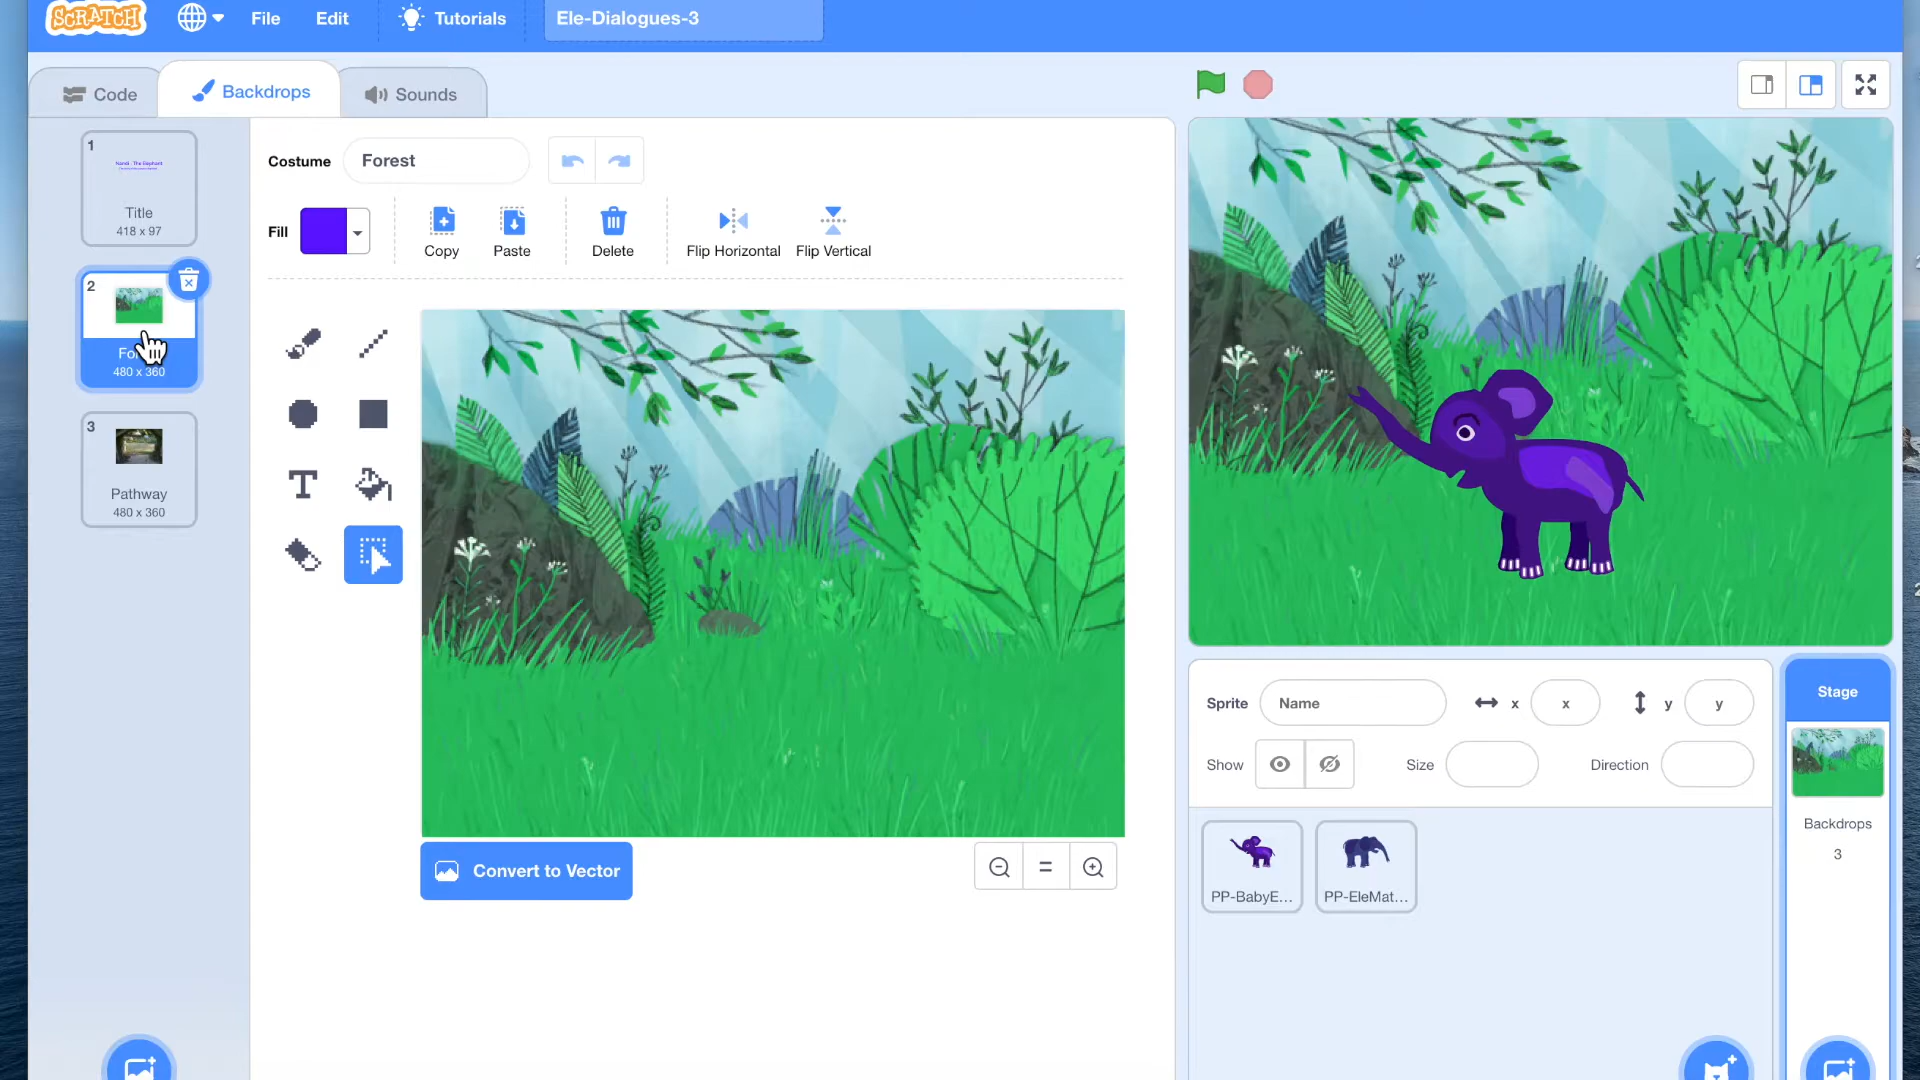 SCRATCH
File
Edit
Tutorials
Ele-Dialogues-3
Code
Backdrops
Sounds
1
Title
418 x 97
2
480 x 360
3
Pathway
480 x 360
Costume
Forest
Fill
Copy
Paste
Delete
Flip Horizontal
Flip Vertical
T
Convert to Vector
Sprite
Name
x
x
y
y
Show
Size
Direction
PP-BabyE...
PP-EleMat...
Stage
Backdrops
3